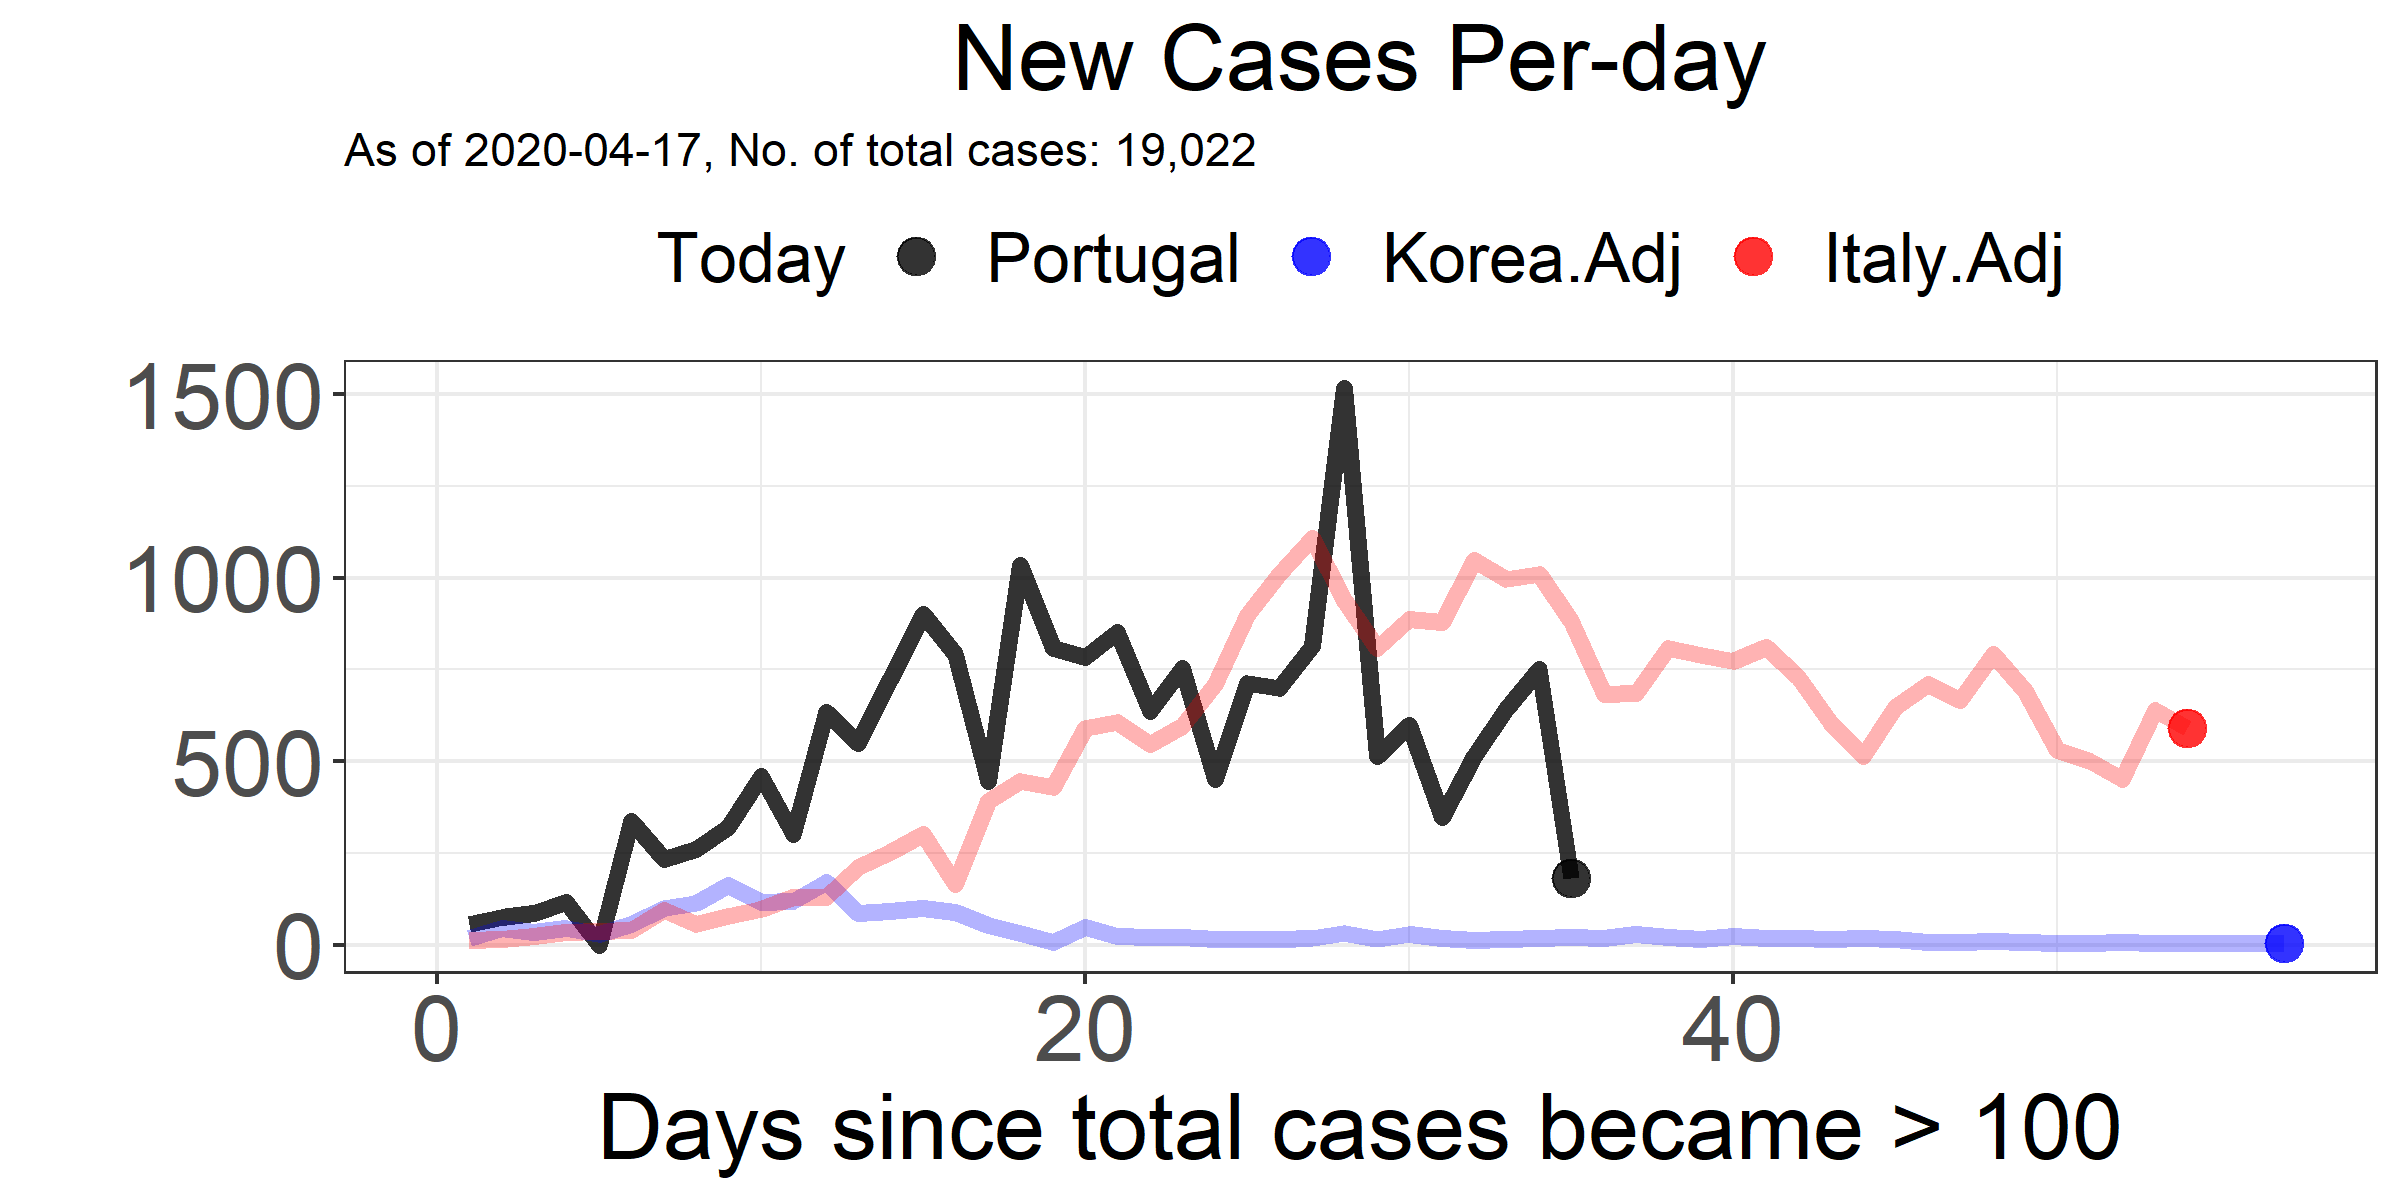 New Cases Per-day
As of 2020-04-17, No. of total cases: 19,022
Today Portugal Korea.Adj Italy.Adj
1500
1000
500
0
0 20 40
Days since total cases became > 100